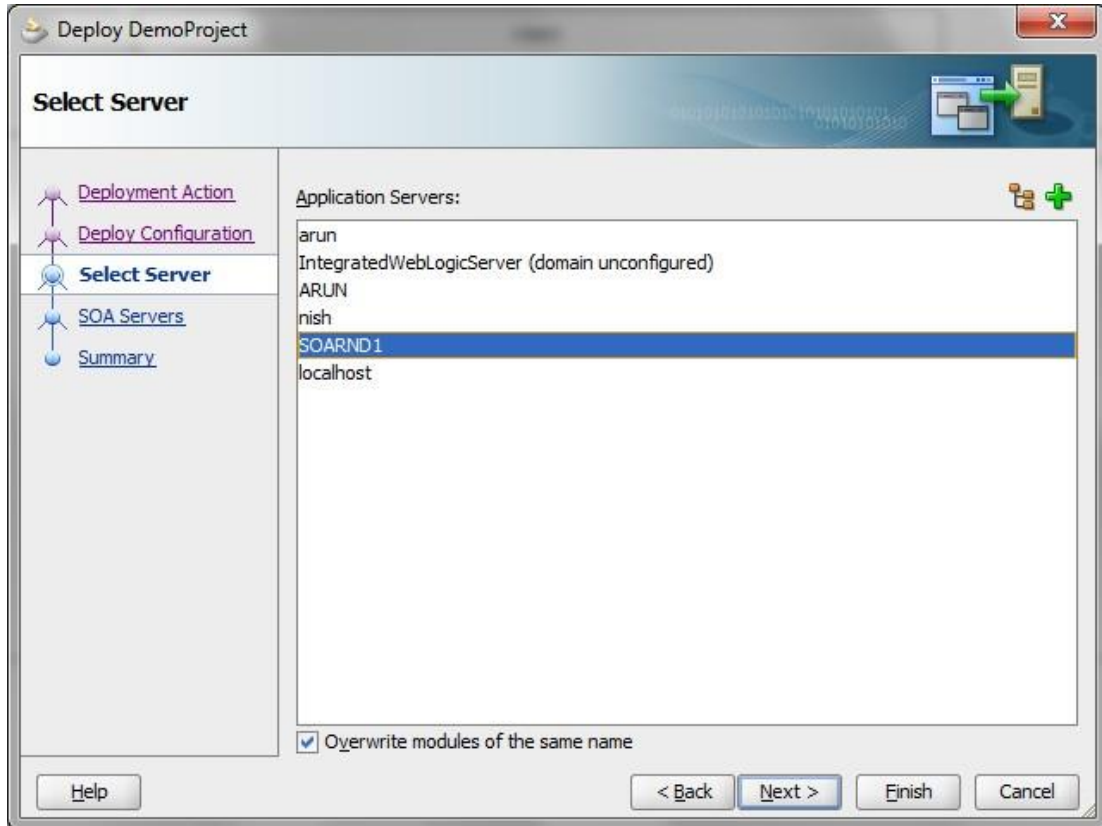 Deploy DemoProject
Select Server
Deployment Action
Deploy Configuration
Select Server
SOA Servers
Summary
Application Servers:
arun
IntegratedWebLogicServer (domain unconfigured)
ARUN
nish
SOARND1
localhost
Overwrite modules of the same name
Help
< Back
Next >
Finish
Cancel